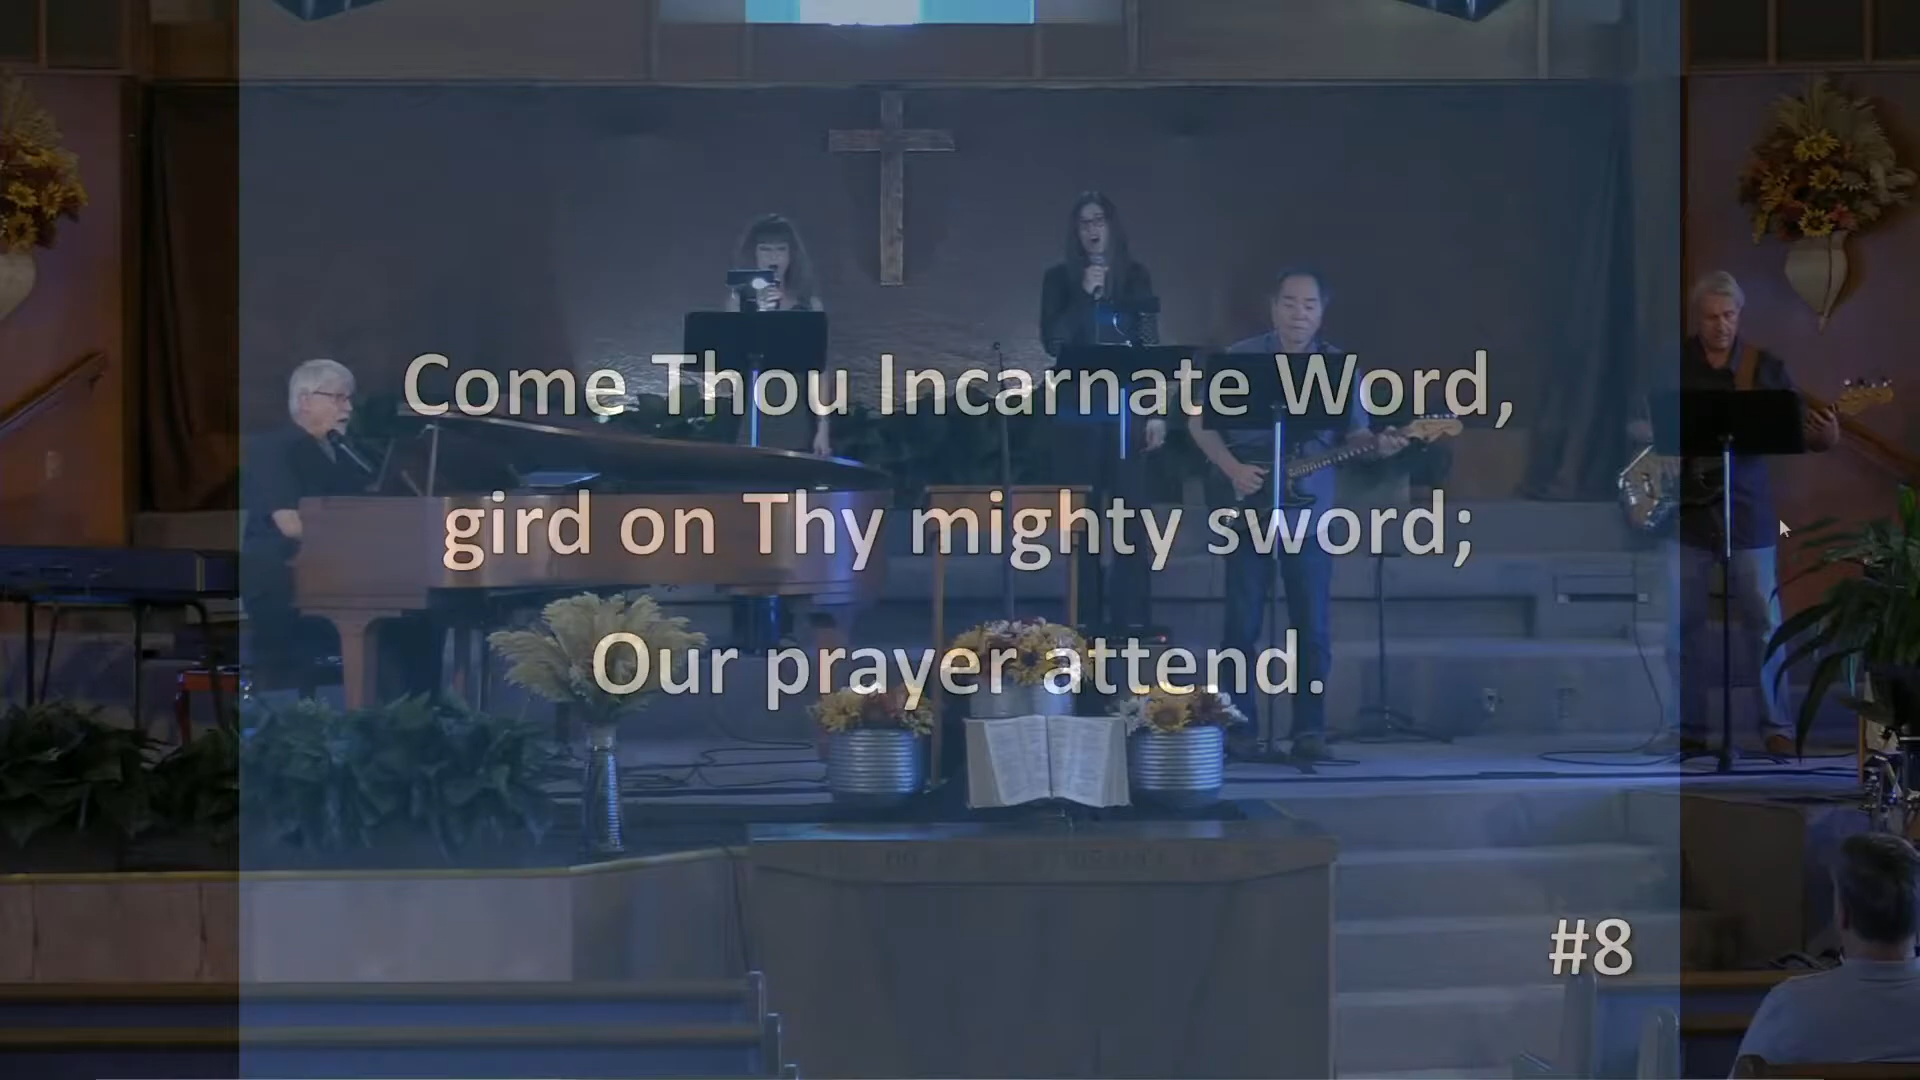 Come Thou Incarnate Word,
gird on Thy mighty sword;
Our prayer attend.
#8